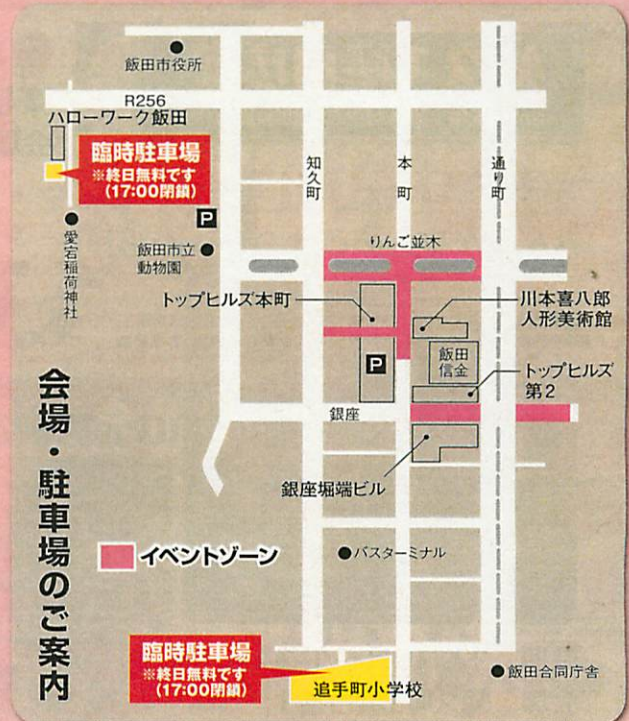 飯田市役所
R256
ハローワーク飯田
臨時駐車場
※終日無料です
(17:00閉鎖)
知久町
本町
通り町
P
愛宕稲荷神社
飯田市立
動物園
りんご並木
トップヒルズ本町
川本喜八郎
人形美術館
飯田
信金
P
トップヒルズ
第2
銀座
銀座堀端ビル
会場・駐車場のご案内
イベントゾーン
バスターミナル
臨時駐車場
※終日無料です
(17:00閉鎖)
追手町小学校
飯田合同庁舎